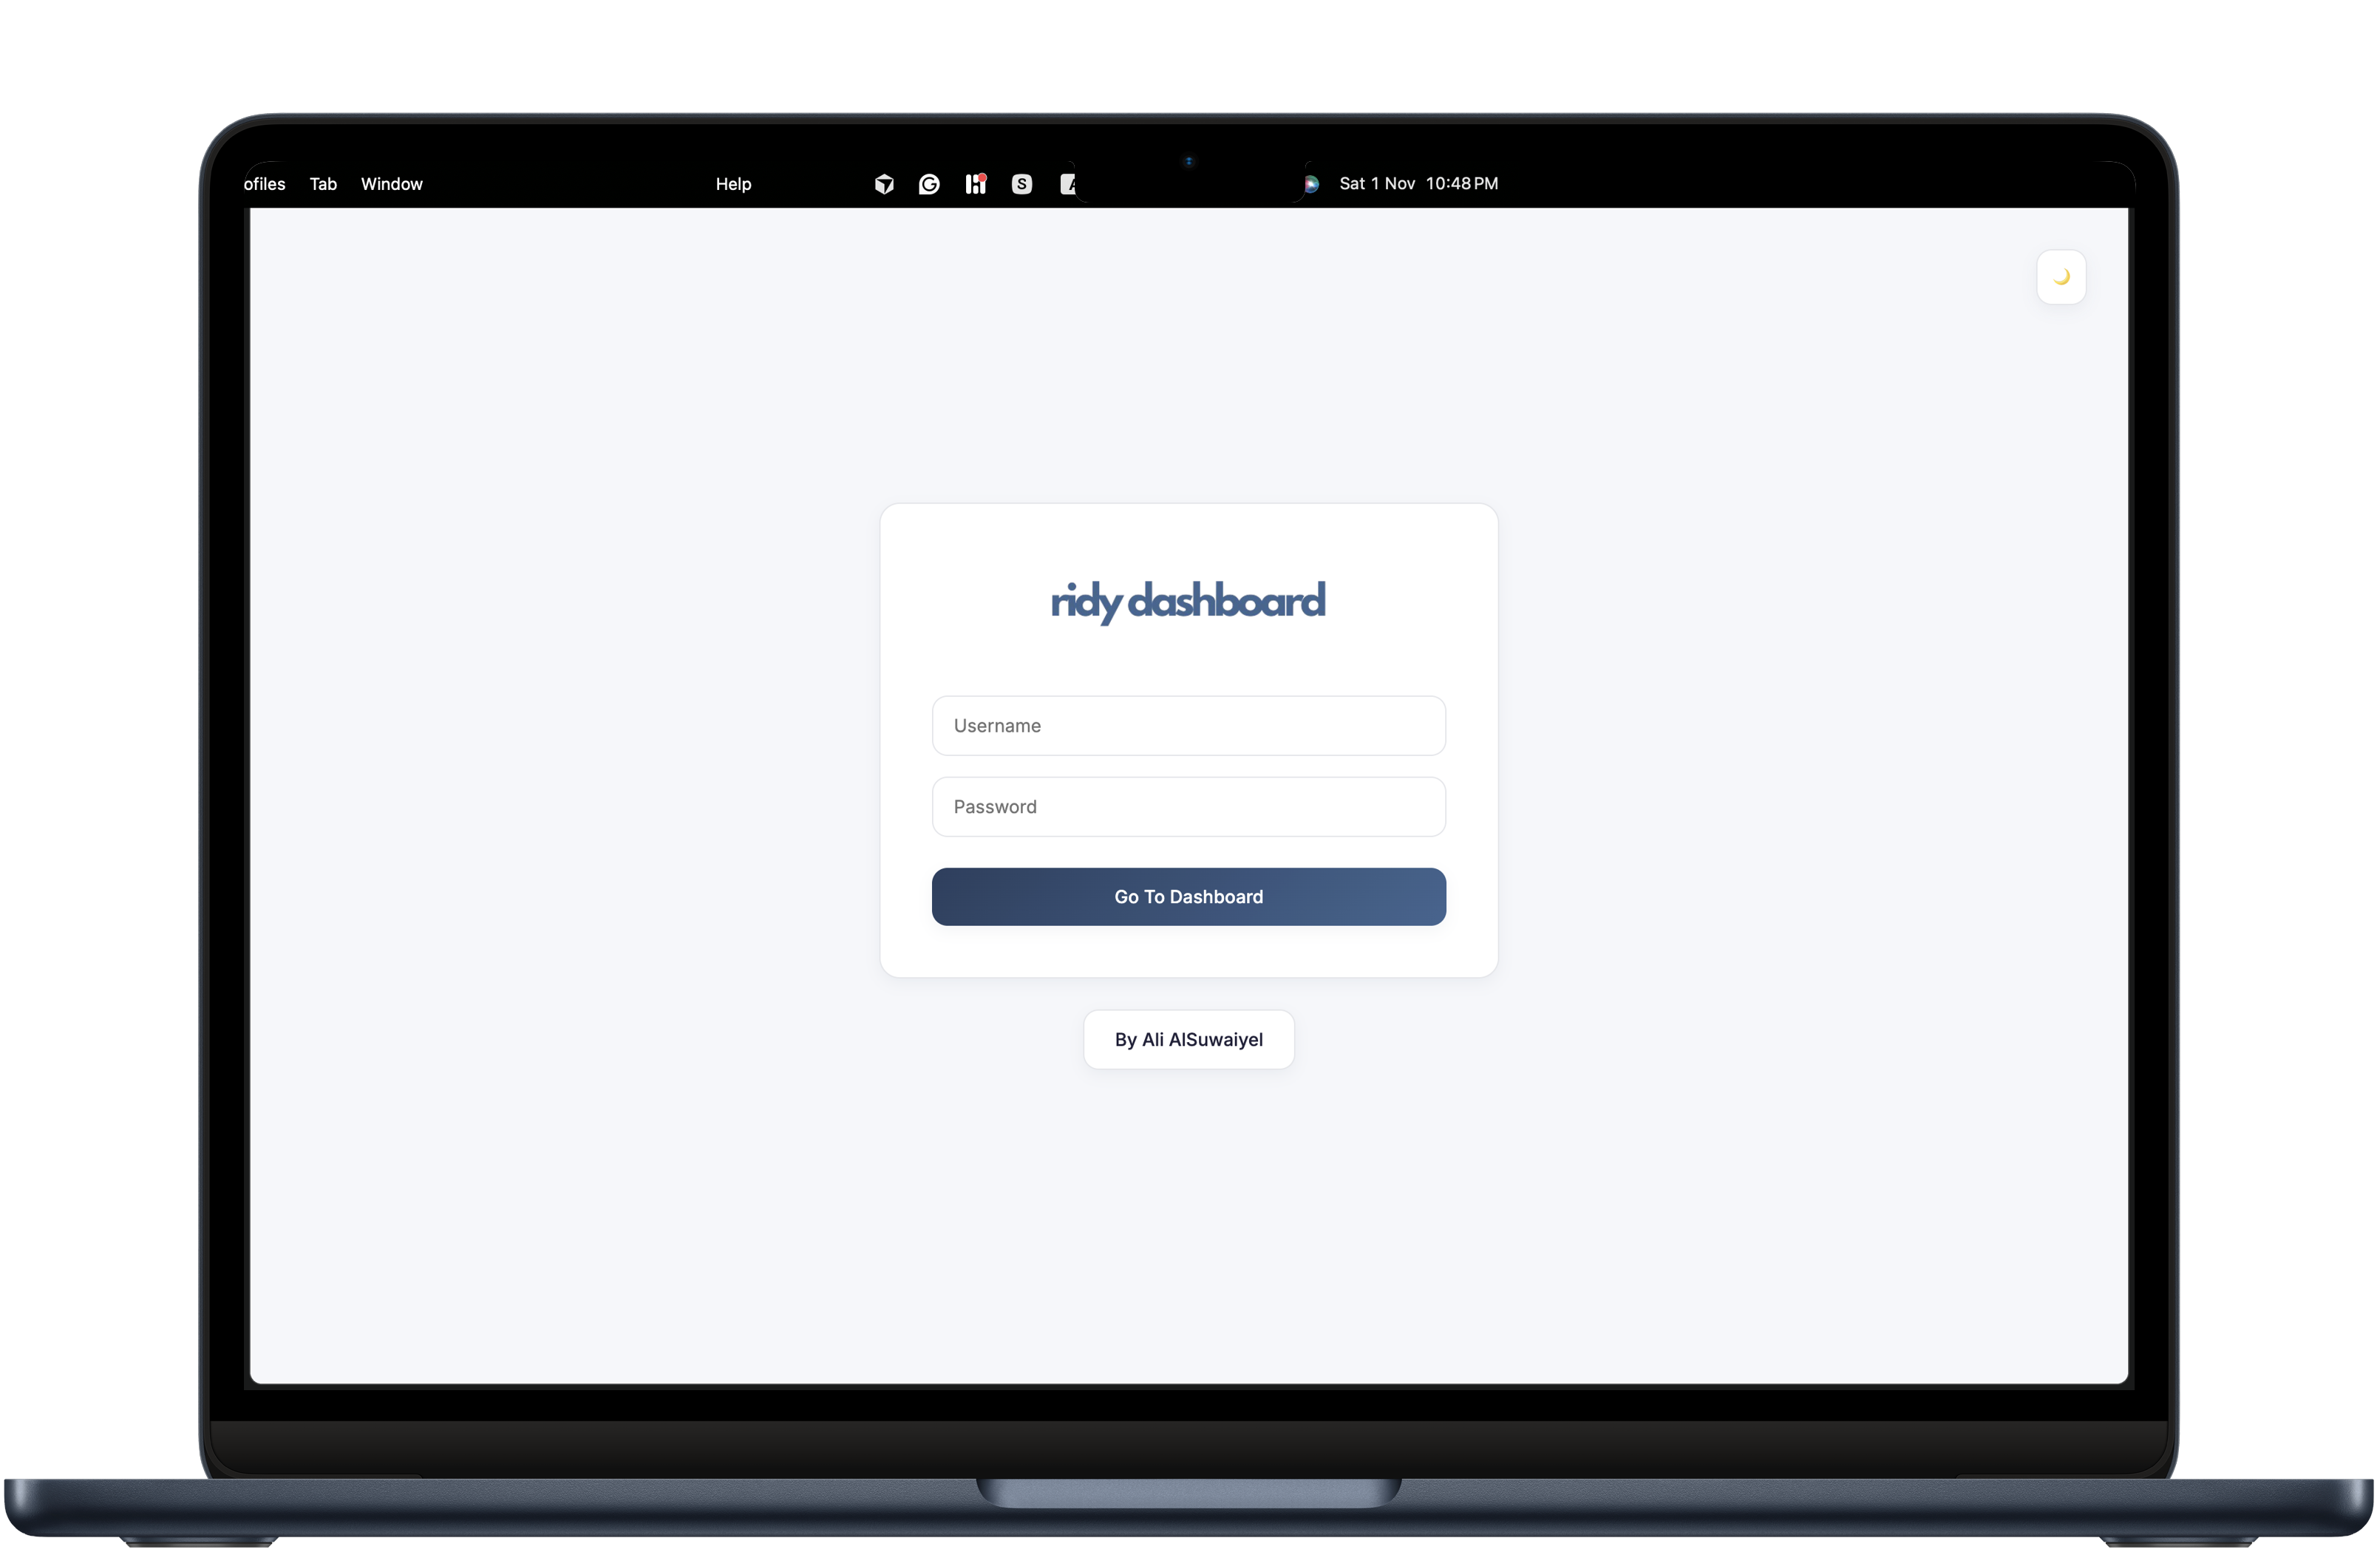 ofiles Tab Window Help S Sat 1 Nov 10:48 PM
ridy dashboard
Username
Password
Go To Dashboard
By Ali AlSuwaiyel